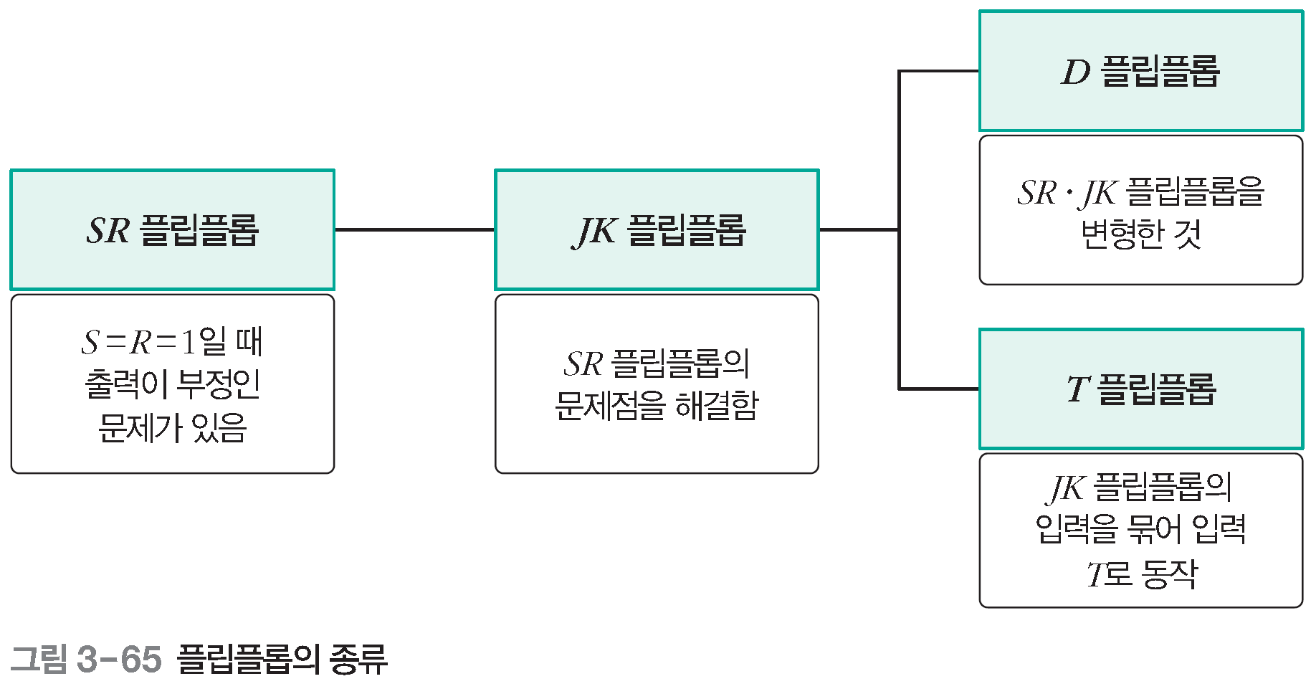 SR 플립플롭
S=R=1일 때
출력이 부정인
문제가 있음
JK 플립플롭
SR 플립플롭의
문제점을 해결함
D 플립플롭
SR · JK 플립플롭을
변형한 것
T 플립플롭
JK 플립플롭의
입력을 묶어 입력
T로 동작
그림 3-65 플립플롭의 종류